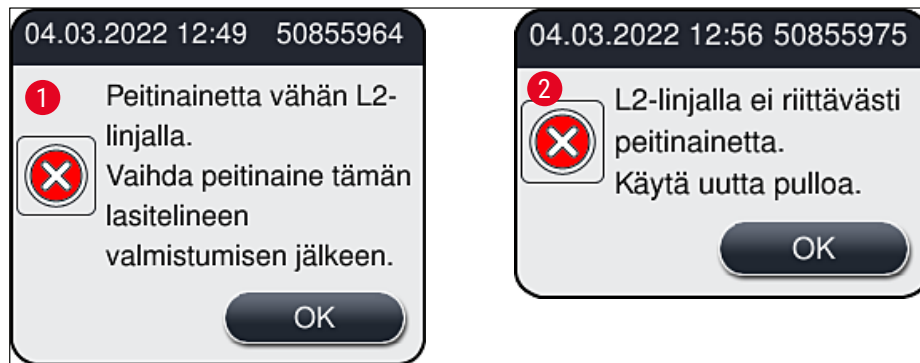 04.03.2022 12:49 50855964
1
Peitinainetta vähän L2-
linjalla.
Vaihda peitinaine tämän
lasitelineen
valmistumisen jälkeen.
OK
04.03.2022 12:56 50855975
2
L2-linjalla ei riittävästi
peitinainetta.
Käytä uutta pulloa.
OK